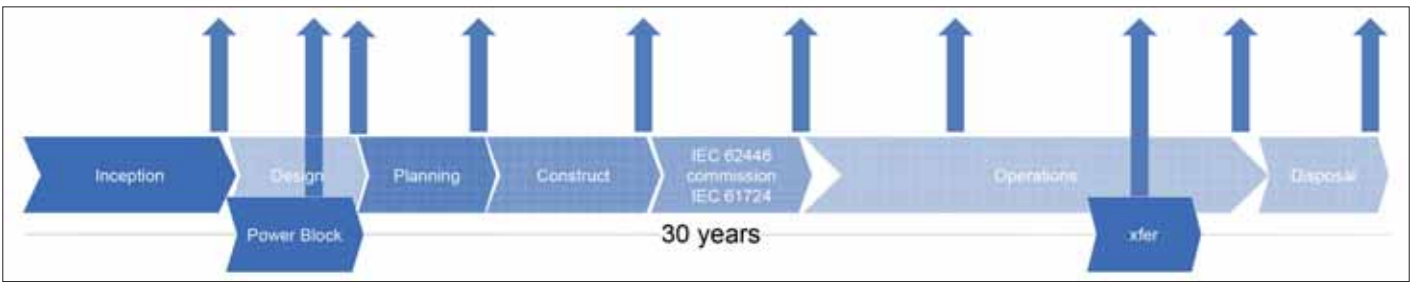 Inception
Design
Planning
Construct
IEC 62446
commission
IEC 61724
Operations
Disposal
Power Block
30 years
xfer